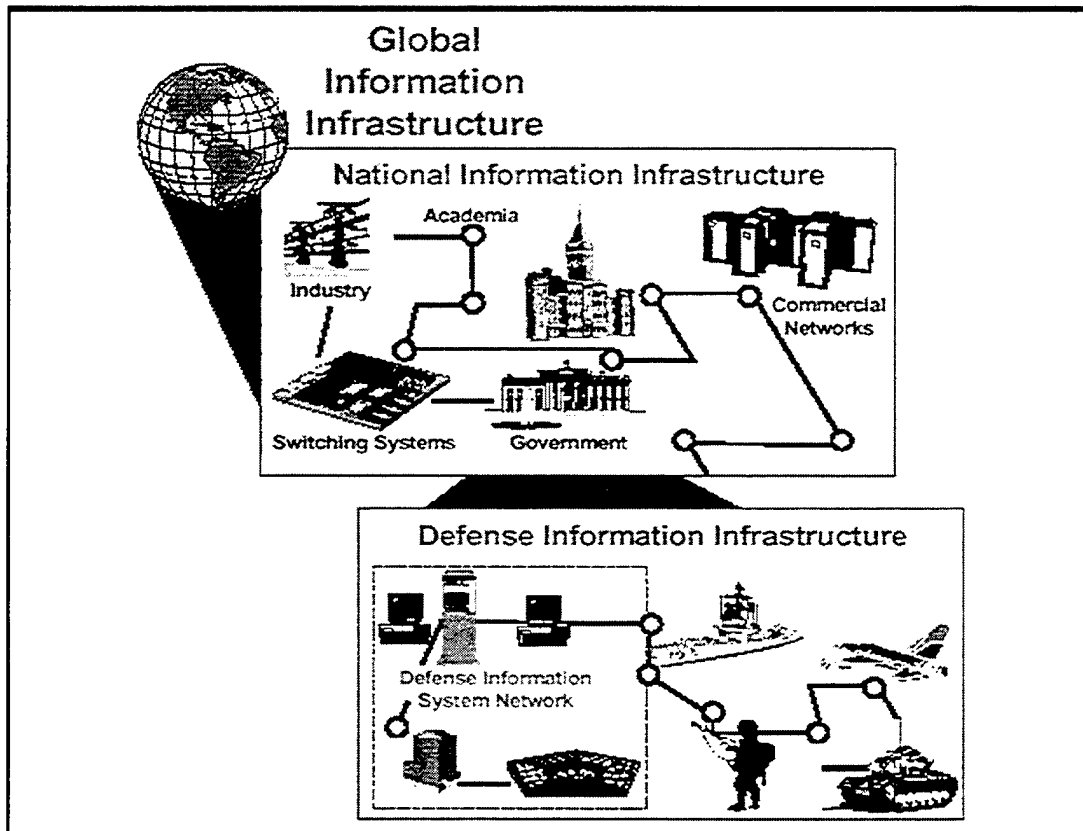 Global
Information
Infrastructure
National Information Infrastructure
Academia
Industry
Commercial
Networks
Switching Systems
Government
Defense Information Infrastructure
Defense Information
System Network